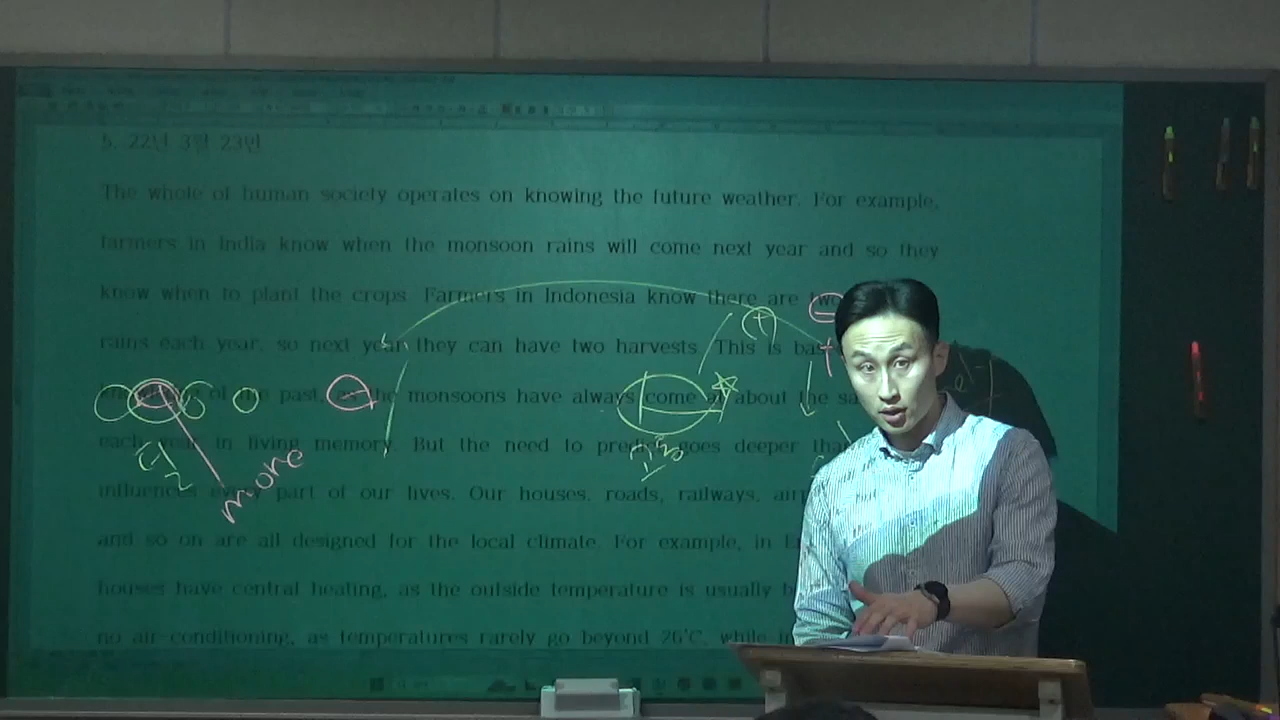 5. 22년 3월 23번
The whole of human society operates on knowing the future weather. For example,
farmers in India know when the monsoon rains will come next year and so they
know when to plant the crops. Farmers in Indonesia know there are two
rains each year, so next year they can have two harvests. This is
of the past, as the monsoons have always come at about the
each year in living memory. But the need to predict goes deeper than
influences every part of our lives. Our houses, roads, railways,
and so on are all designed for the local climate. For example, in
houses have central heating, as the outside temperature is usually
no air-conditioning, as temperatures rarely go beyond 26℃, while in
more